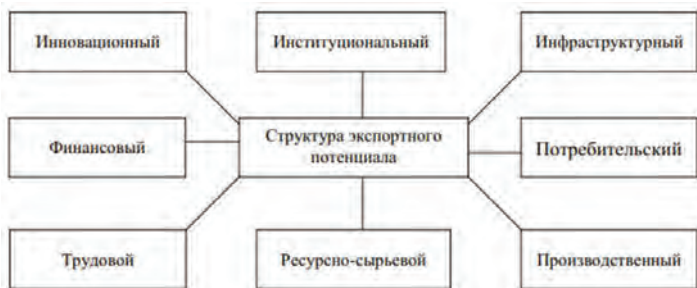 Инновационный
Институциональный
Инфраструктурный
Финансовый
Структура экспортного
потенциала
Потребительский
Трудовой
Ресурсно-сырьевой
Производственный